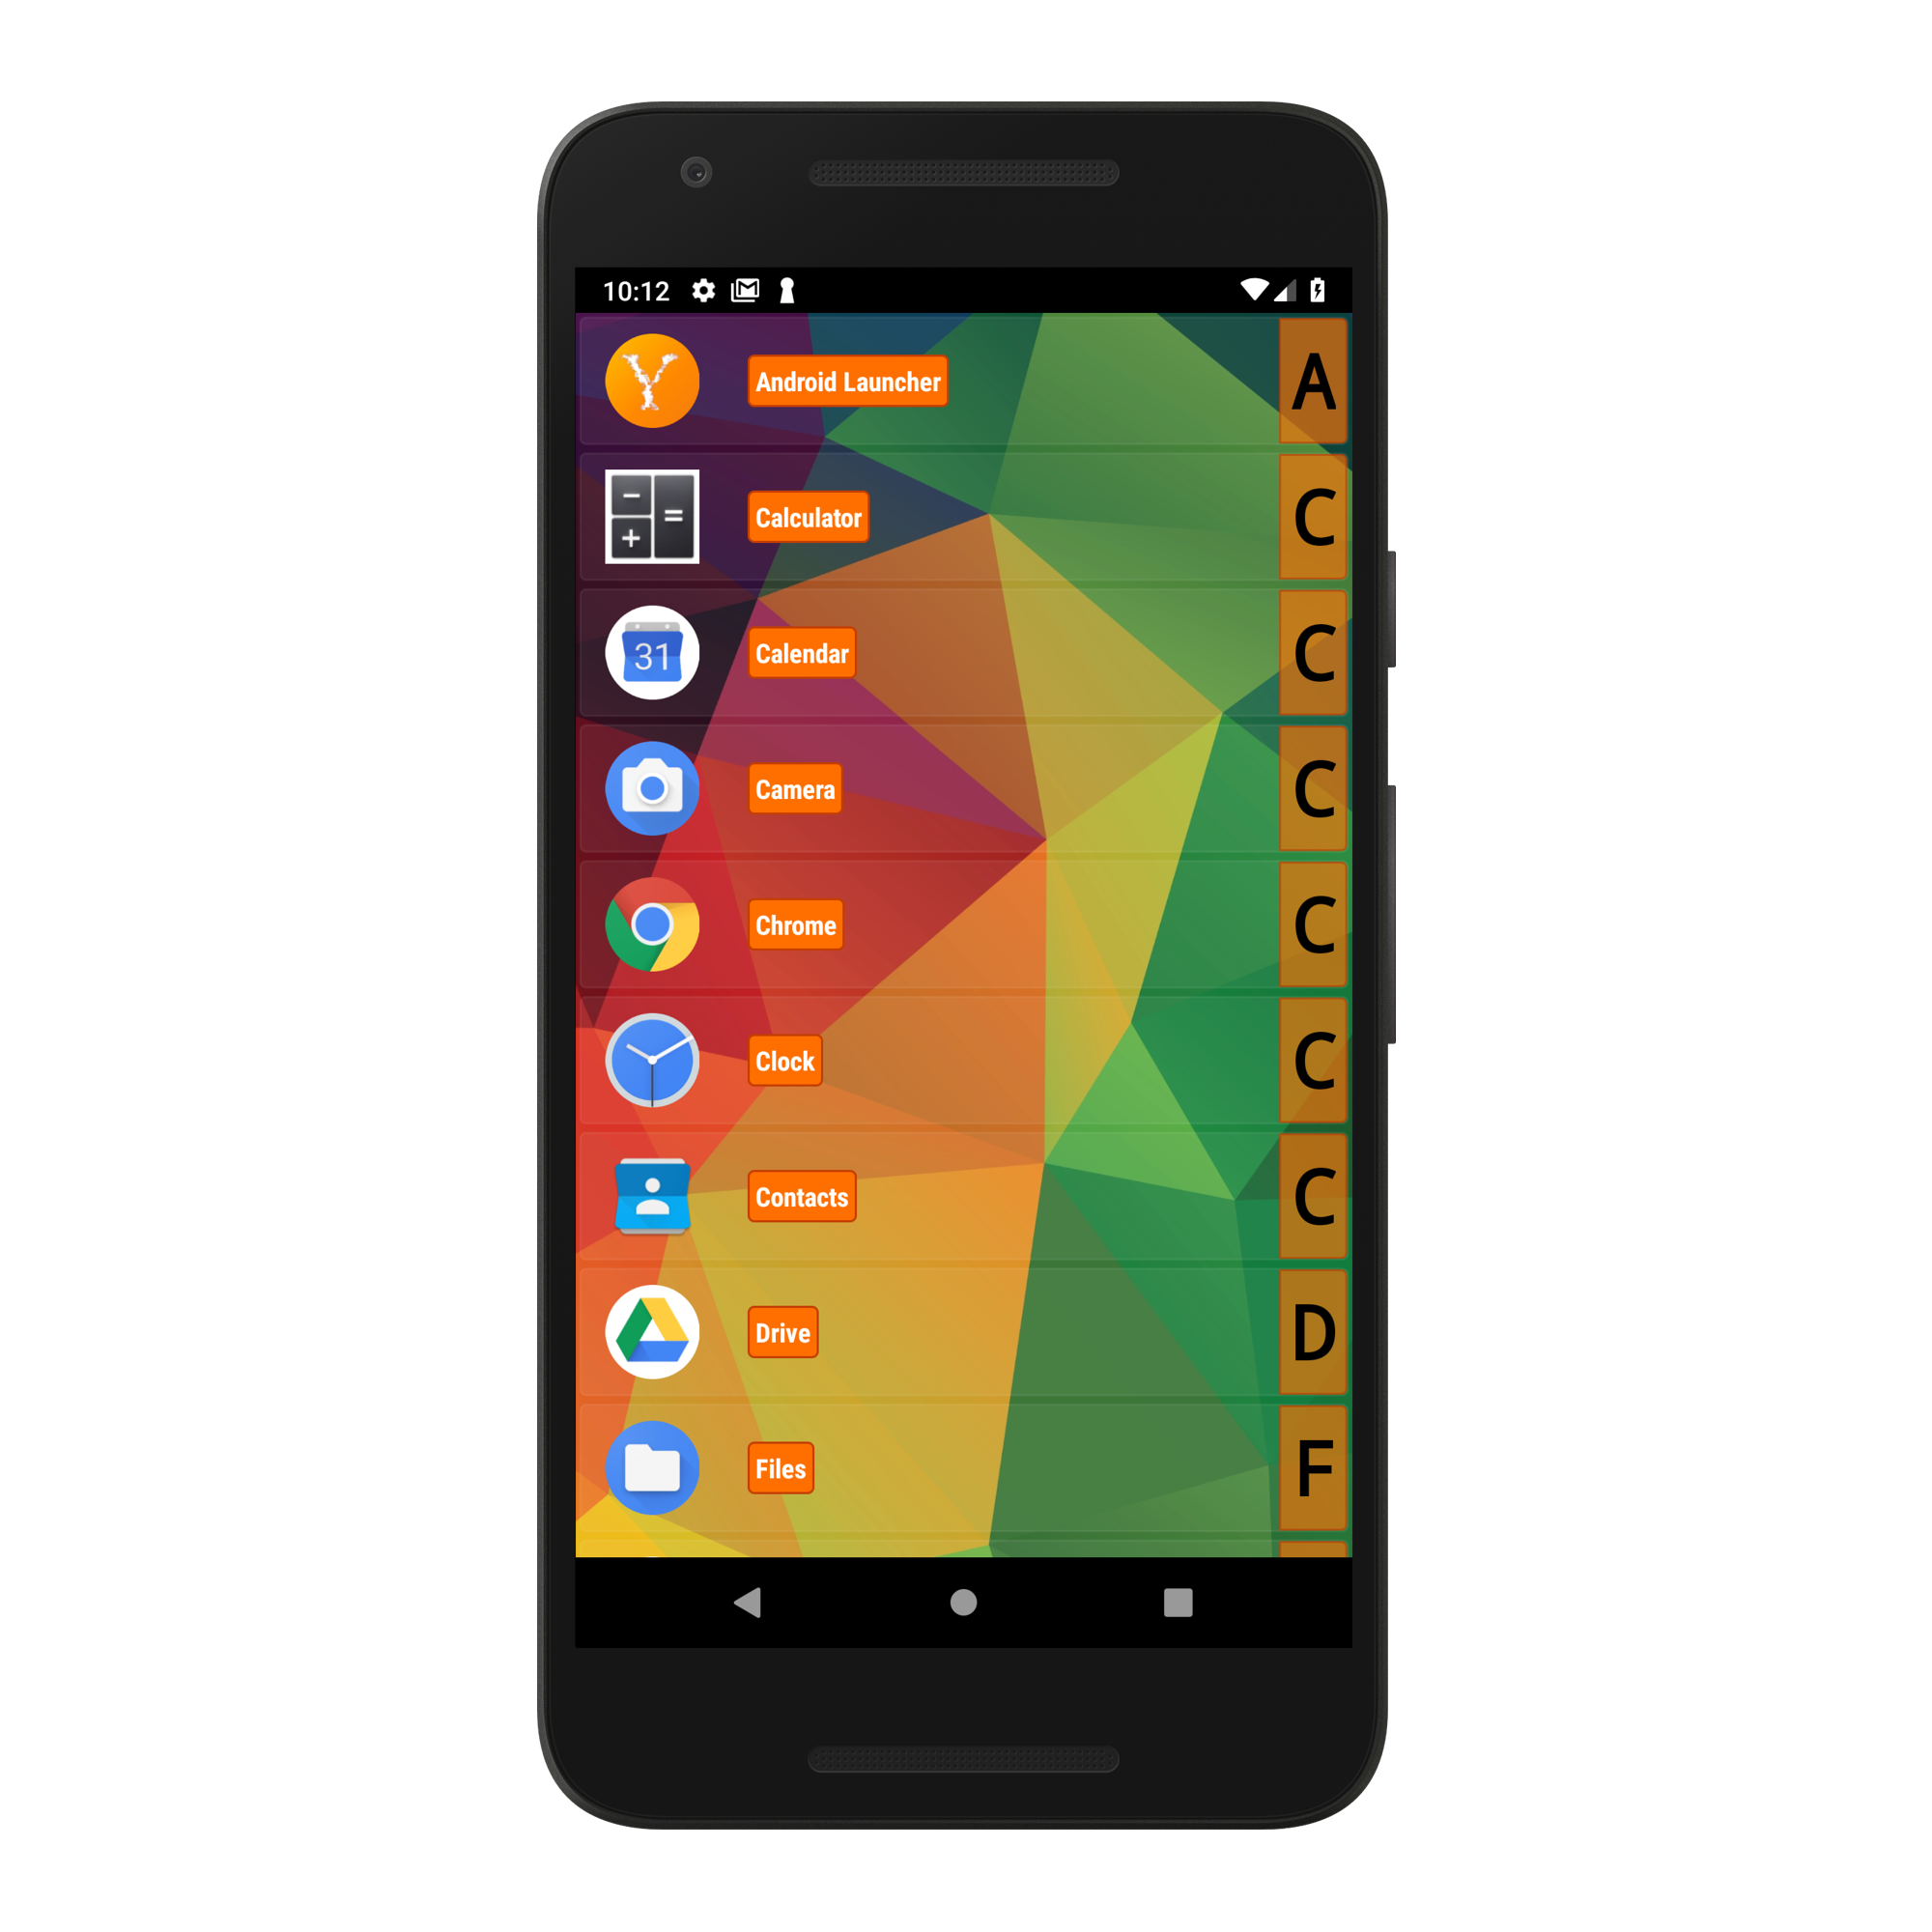 10:12
Y
Android Launcher
A
− =
+
Calculator
C
31
Calendar
C
Camera
C
Chrome
C
Clock
C
Contacts
C
Drive
D
Files
F